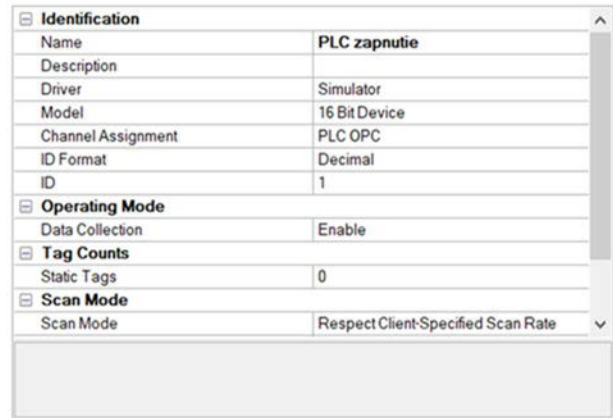 Identification
Name PLC zapnutie
Description
Driver Simulator
Model 16 Bit Device
Channel Assignment PLC OPC
ID Format Decimal
ID 1
Operating Mode
Data Collection Enable
Tag Counts
Static Tags 0
Scan Mode
Scan Mode Respect Client-Specified Scan Rate